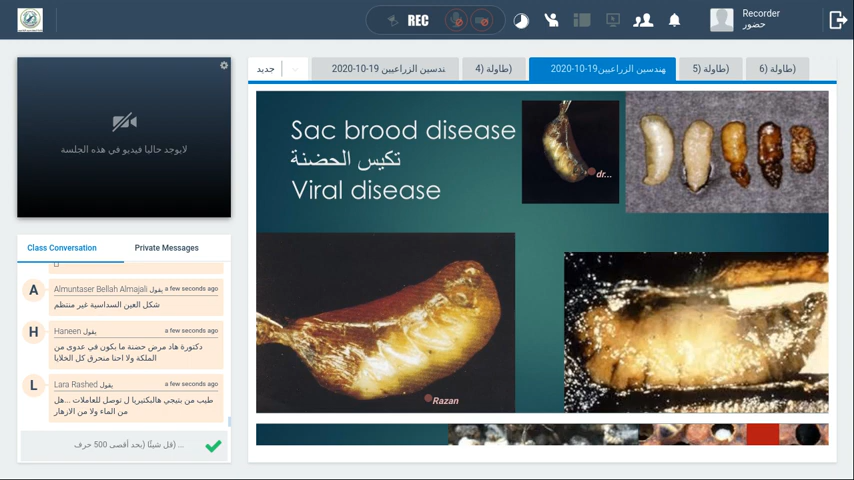 REC
Recorder
حضور
لايوجد حاليا فيديو في هذه الجلسة
Class Conversation
Private Messages
Almuntaser Bellah Almajali يقول a few seconds ago
شكل العين السداسية غير منتظم
Haneen يقول a few seconds ago
دكتورة هاد مرض حضنة ما بكون في عدوى من
الملكة ولا احنا منحرق كل الخلايا
Lara Rashed يقول a few seconds ago
طيب من بتيجي هالبكتيريا ل توصل للعاملات ...هل
من الماء ولا من الازهار
... (قل شيئًا (بحد أقصى 500 حرف
جديد
ندسين الزراعيين 19-10-2020
طاولة 4)
هندسين الزراعيين19-10-2020
طاولة 5)
طاولة 6)
Sac brood disease
تكيس الحضنة
Viral disease
dr...
Razan